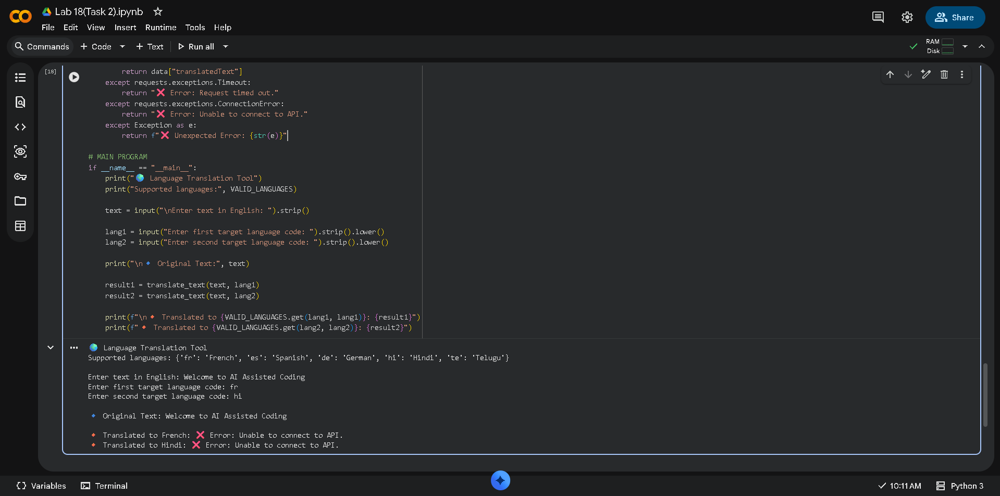 Lab 18(Task 2).ipynb
File Edit View Insert Runtime Tools Help
Share
Commands + Code + Text Run all
RAM
Disk
[18]
return data["translatedText"]
except requests.exceptions.Timeout:
return "❌ Error: Request timed out."
except requests.exceptions.ConnectionError:
return "❌ Error: Unable to connect to API."
except Exception as e:
return f"❌ Unexpected Error: {str(e)}"
# MAIN PROGRAM
if __name__ == "__main__":
print("🌍 Language Translation Tool")
print("Supported languages:", VALID_LANGUAGES)
text = input("\nEnter text in English: ").strip()
lang1 = input("Enter first target language code: ").strip().lower()
lang2 = input("Enter second target language code: ").strip().lower()
print("\n🔹 Original Text:", text)
result1 = translate_text(text, lang1)
result2 = translate_text(text, lang2)
print(f"\n🔸 Translated to {VALID_LANGUAGES.get(lang1, lang1)}: {result1}")
print(f"🔸 Translated to {VALID_LANGUAGES.get(lang2, lang2)}: {result2}")
🌍 Language Translation Tool
Supported languages: {'fr': 'French', 'es': 'Spanish', 'de': 'German', 'hi': 'Hindi', 'te': 'Telugu'}
Enter text in English: Welcome to AI Assisted Coding
Enter first target language code: fr
Enter second target language code: hi
🔹 Original Text: Welcome to AI Assisted Coding
🔸 Translated to French: ❌ Error: Unable to connect to API.
🔸 Translated to Hindi: ❌ Error: Unable to connect to API.
Variables Terminal
10:11 AM Python 3